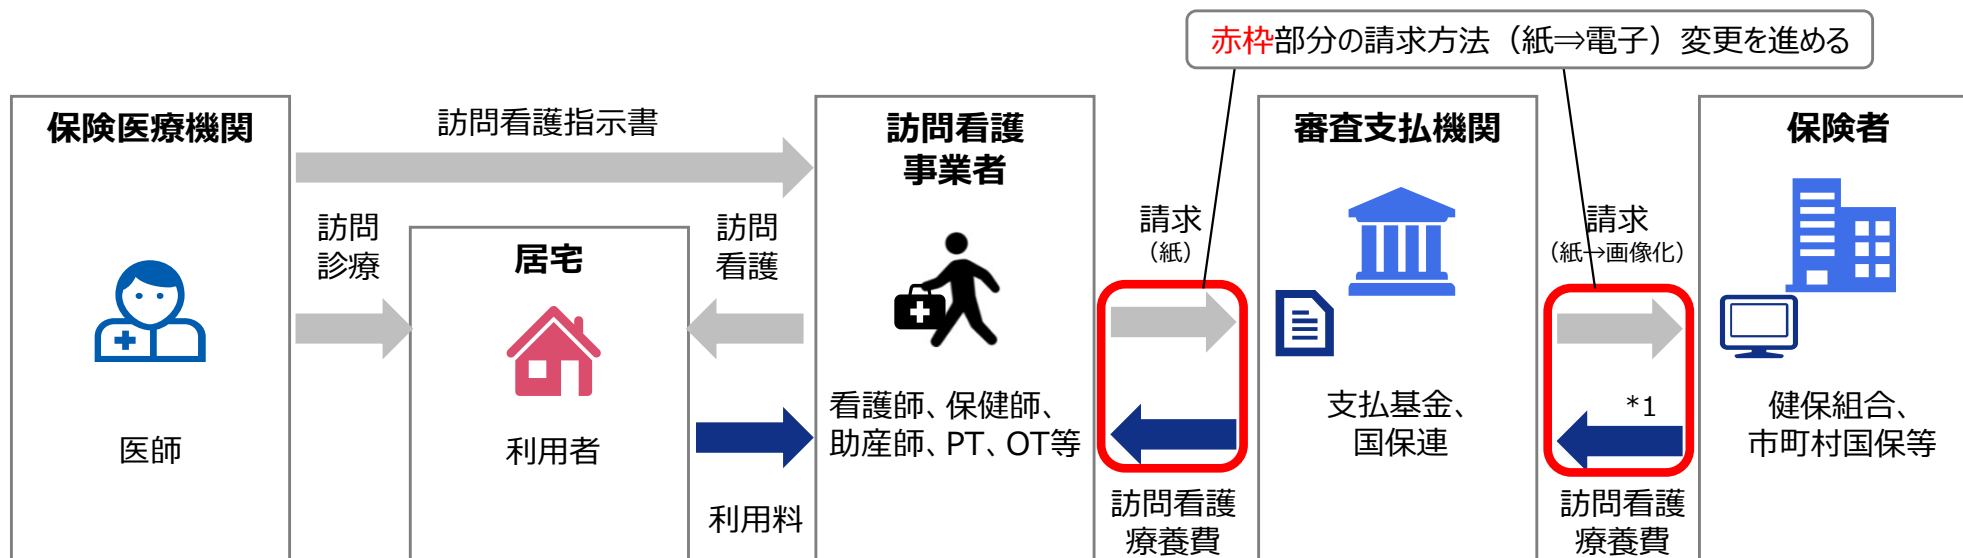 赤枠部分の請求方法（紙⇒電子）変更を進める
保険医療機関
訪問看護指示書
訪問看護
事業者
審査支払機関
保険者
訪問
診療
居宅
訪問
看護
請求
（紙）
請求
（紙→画像化）
医師
利用者
利用料
看護師、保健師、
助産師、PT、OT等
訪問看護
療養費
支払基金、
国保連
*1
訪問看護
療養費
健保組合、
市町村国保等